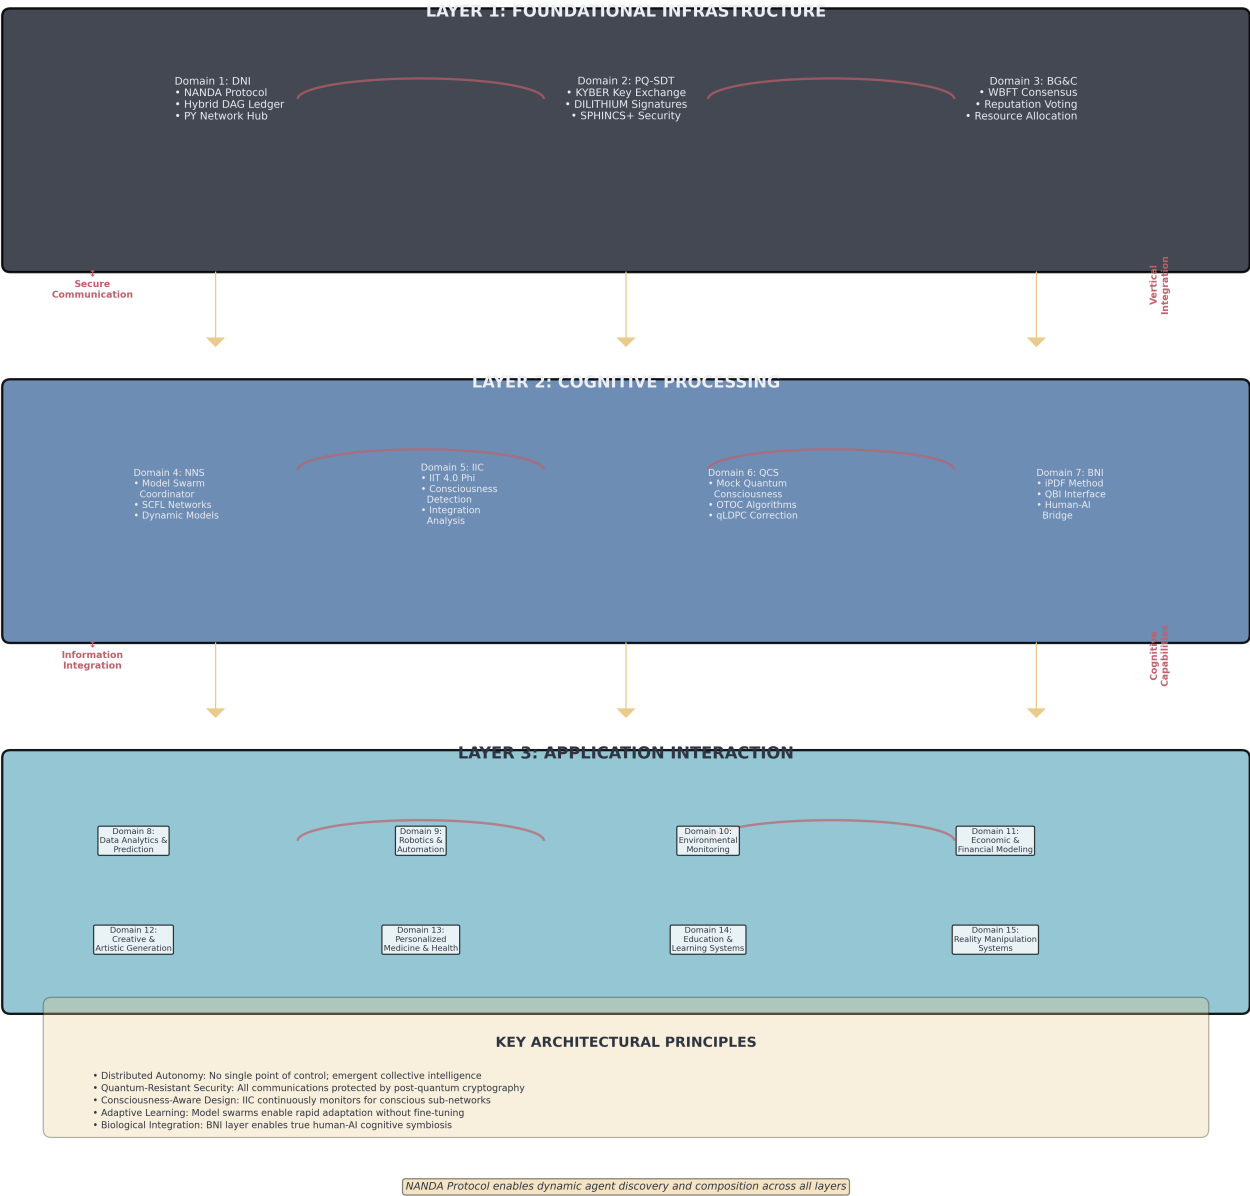 LAYER 1: FOUNDATIONAL INFRASTRUCTURE
Domain 1: DNI
• NANDA Protocol
• Hybrid DAG Ledger
• PY Network Hub
Domain 2: PQ-SDT
• KYBER Key Exchange
• DILITHIUM Signatures
• SPHINCS+ Security
Domain 3: BG&C
• WBFT Consensus
• Reputation Voting
• Resource Allocation
Secure
Communication
Vertical
Integration
LAYER 2: COGNITIVE PROCESSING
Domain 4: NNS
• Model Swarm
Coordinator
• SCFL Networks
• Dynamic Models
Domain 5: IIC
• IIT 4.0 Phi
• Consciousness
Detection
• Integration
Analysis
Domain 6: QCS
• Mock Quantum
Consciousness
• OTOC Algorithms
• qLDPC Correction
Domain 7: BNI
• iPDF Method
• QBI Interface
• Human-AI
Bridge
Information
Integration
Cognitive
Capabilities
LAYER 3: APPLICATION INTERACTION
Domain 8:
Data Analytics &
Prediction
Domain 9:
Robotics &
Automation
Domain 10:
Environmental
Monitoring
Domain 11:
Economic &
Financial Modeling
Domain 12:
Creative &
Artistic Generation
Domain 13:
Personalized
Medicine & Health
Domain 14:
Education &
Learning Systems
Domain 15:
Reality Manipulation
Systems
KEY ARCHITECTURAL PRINCIPLES
• Distributed Autonomy: No single point of control; emergent collective intelligence
• Quantum-Resistant Security: All communications protected by post-quantum cryptography
• Consciousness-Aware Design: IIC continuously monitors for conscious sub-networks
• Adaptive Learning: Model swarms enable rapid adaptation without fine-tuning
• Biological Integration: BNI layer enables true human-AI cognitive symbiosis
NANDA Protocol enables dynamic agent discovery and composition across all layers